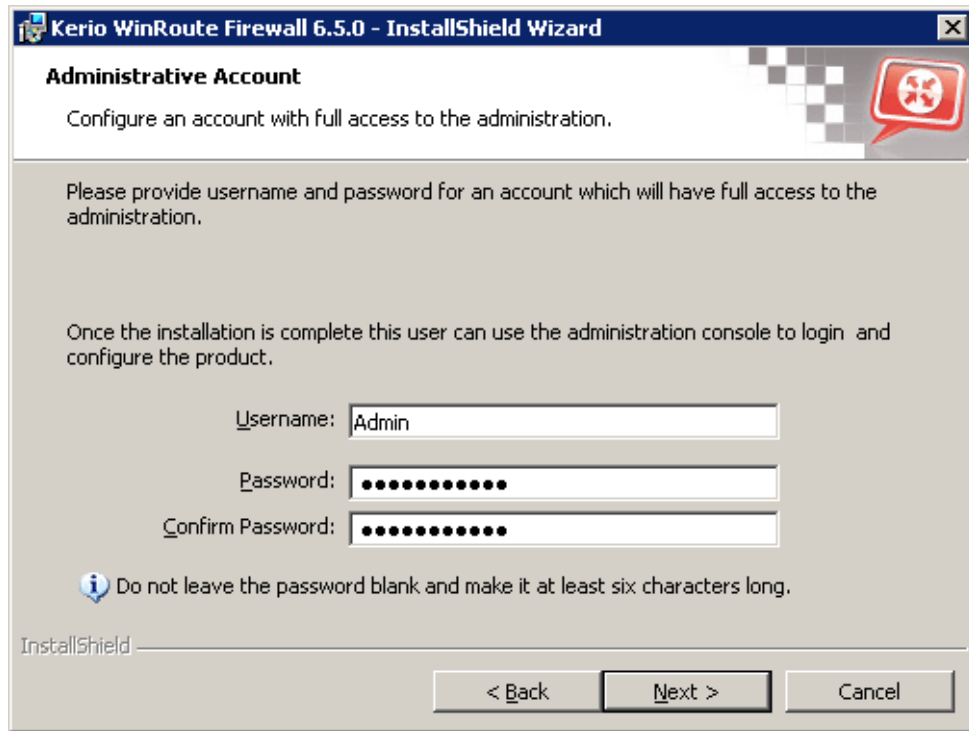 Kerio WinRoute Firewall 6.5.0 - InstallShield Wizard
Administrative Account
Configure an account with full access to the administration.
Please provide username and password for an account which will have full access to the
administration.
Once the installation is complete this user can use the administration console to login  and
configure the product.
Username: Admin
Password: ●●●●●●●●●●●
Confirm Password: ●●●●●●●●●●●
Do not leave the password blank and make it at least six characters long.
InstallShield
< Back Next > Cancel